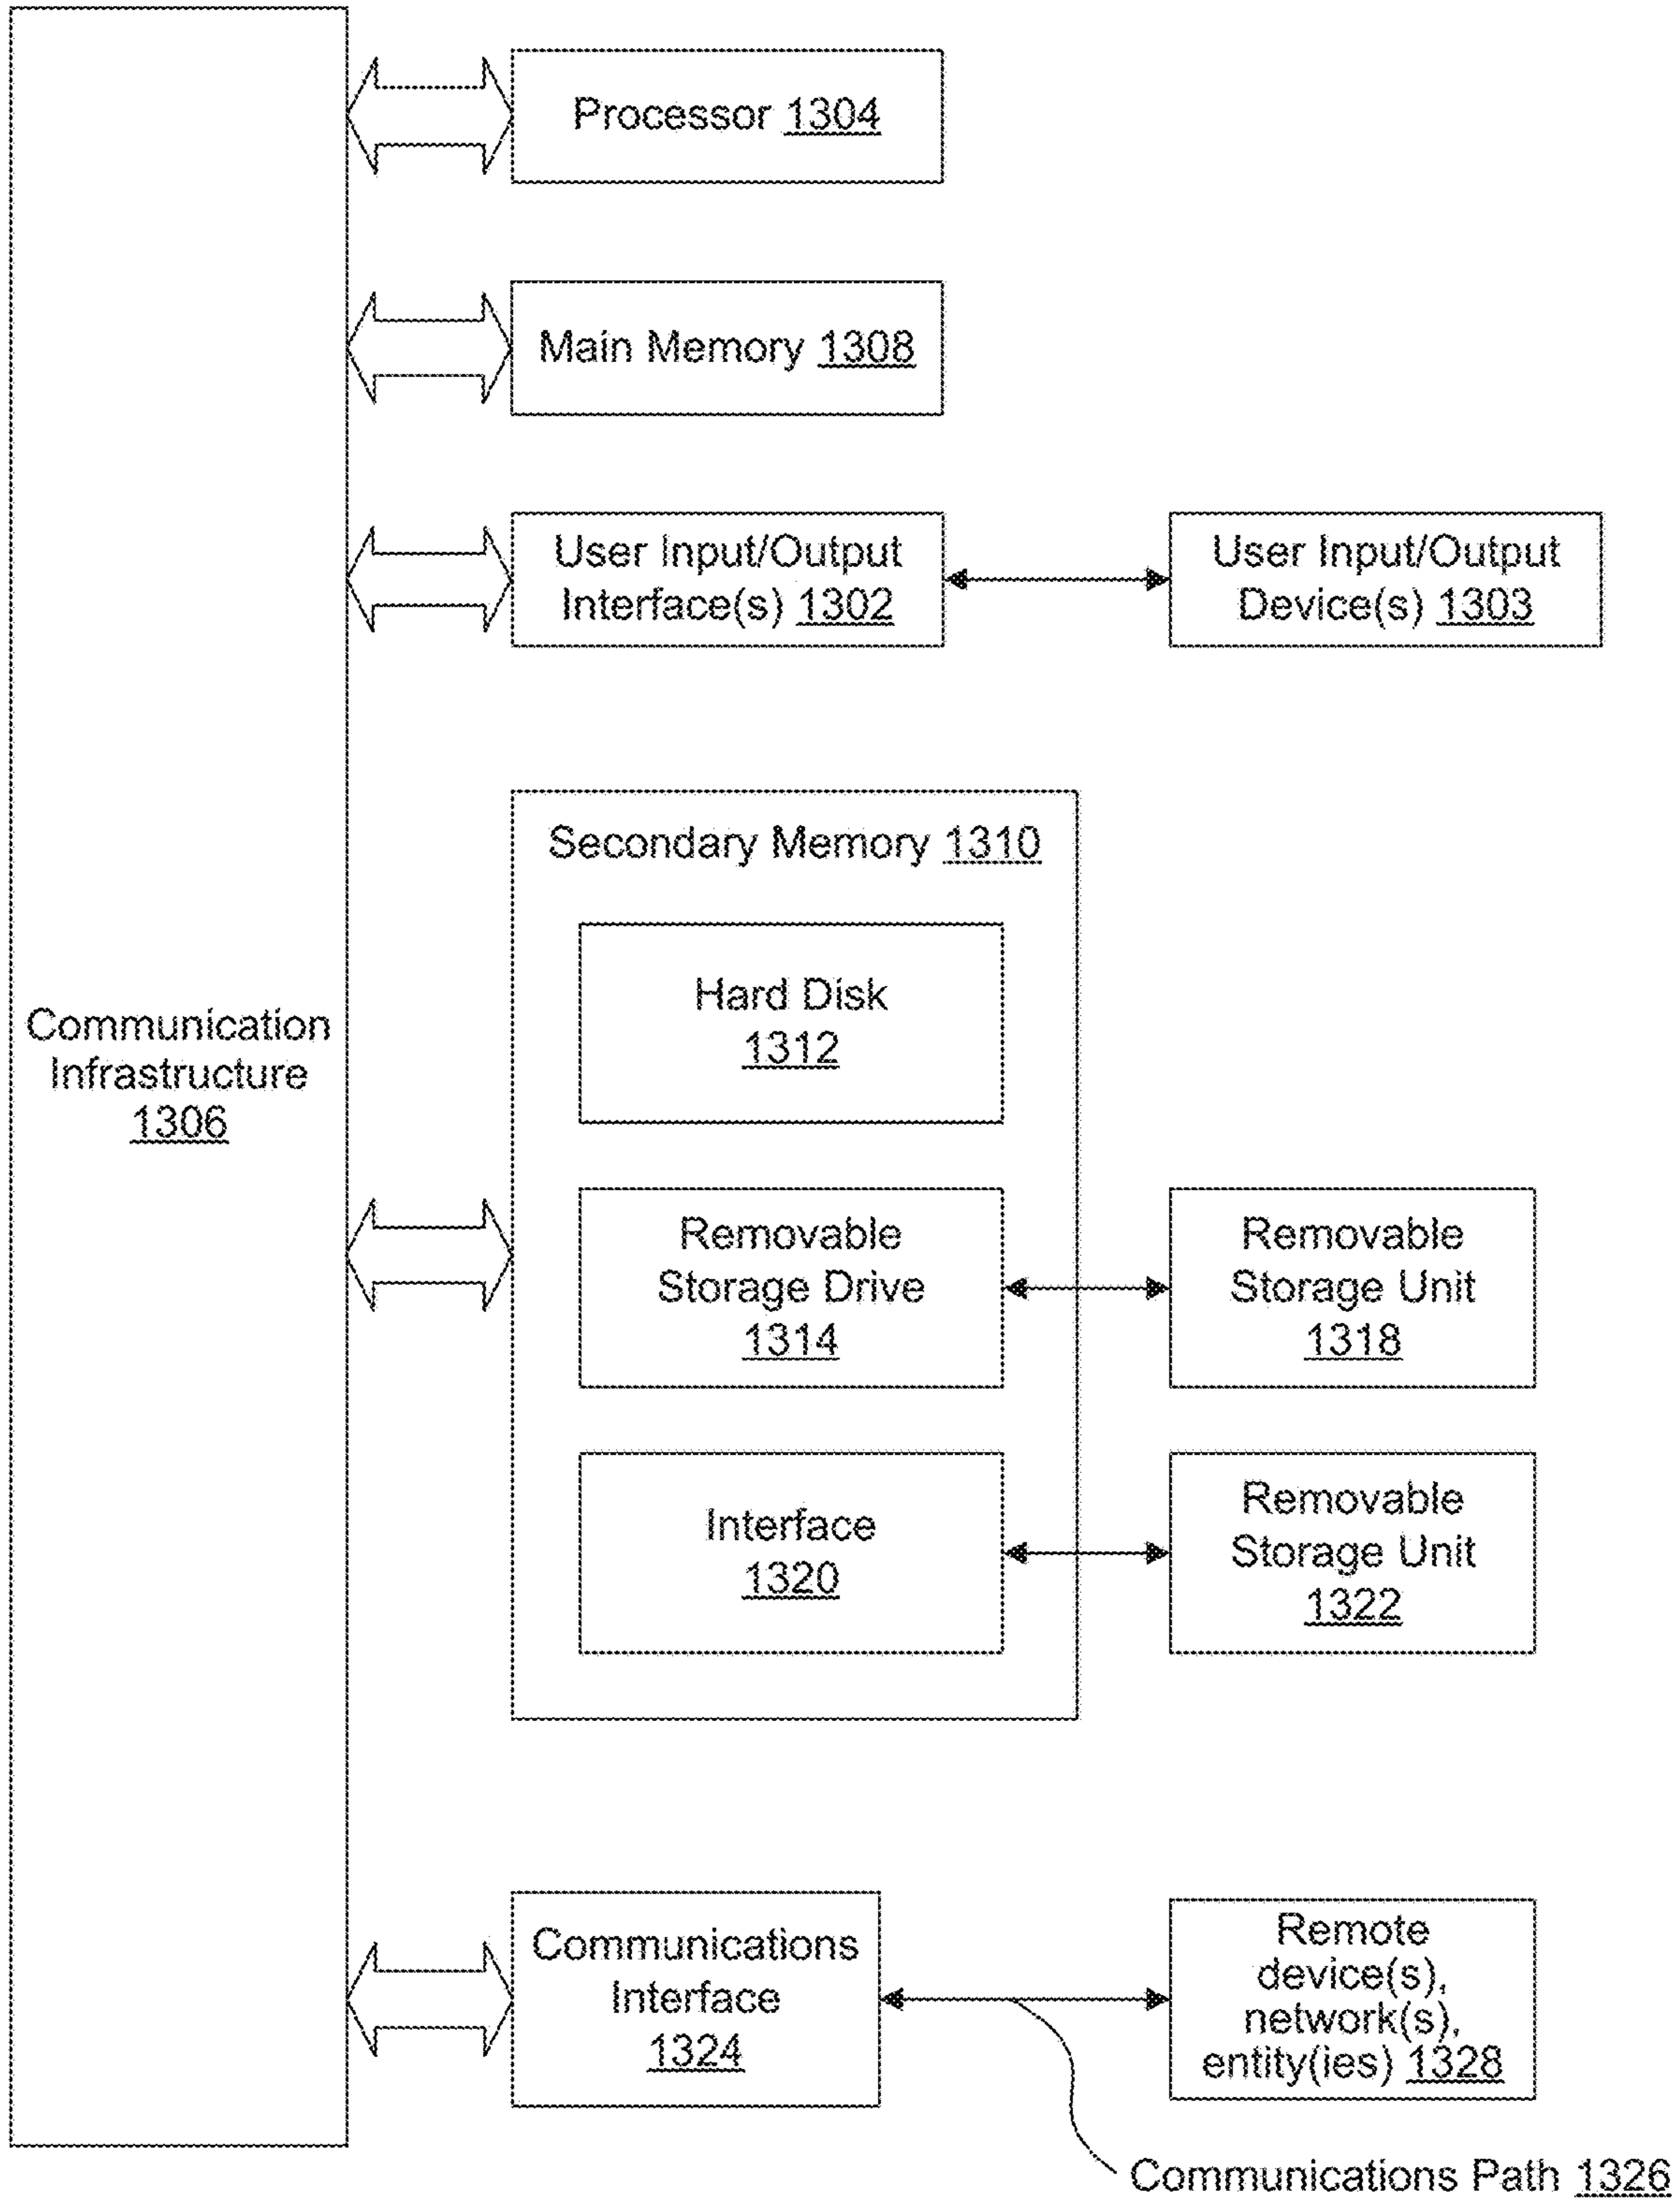 Processor 1304
Main Memory 1308
User Input/Output
Interface(s) 1302
User Input/Output
Device(s) 1303
Secondary Memory 1310
Hard Disk
1312
Communication
Infrastructure
1306
Removable
Storage Drive
1314
Removable
Storage Unit
1318
Interface
1320
Removable
Storage Unit
1322
Communications
Interface
1324
Remote
device(s),
network(s),
entity(ies) 1328
Communications Path 1326